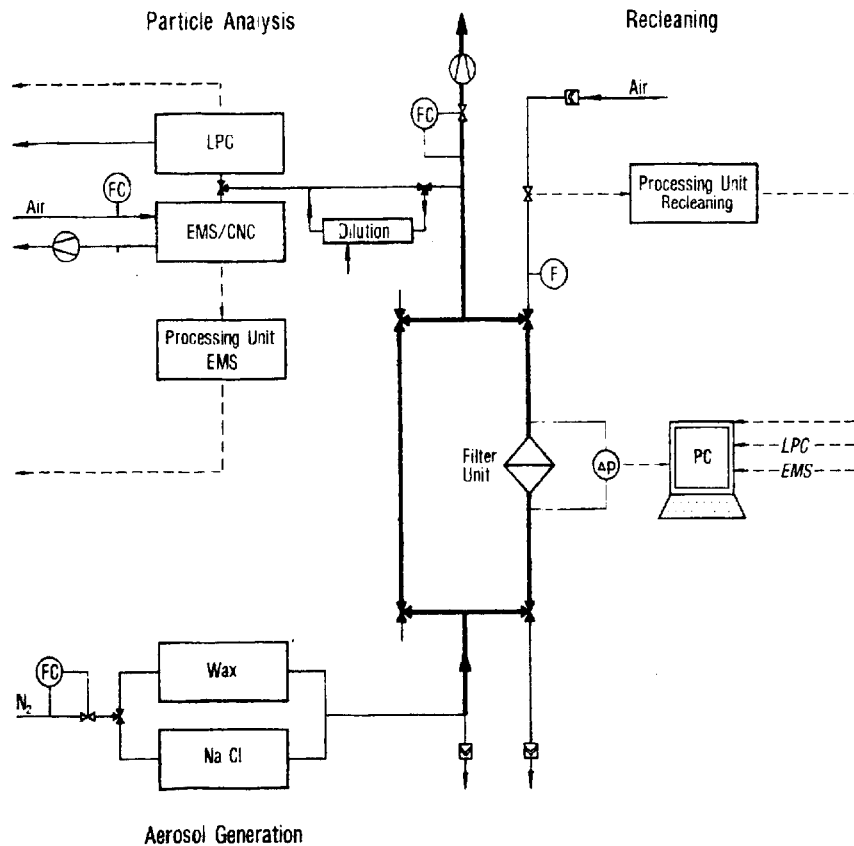 Particle Analysis
Recleaning
Air
FC
LPC
FC
Air
EMS/CNC
Dilution
Processing Unit
Recleaning
F
Processing Unit
EMS
Filter
Unit
Δp
PC
LPC
EMS
FC
N₂
Wax
Na Cl
Aerosol Generation